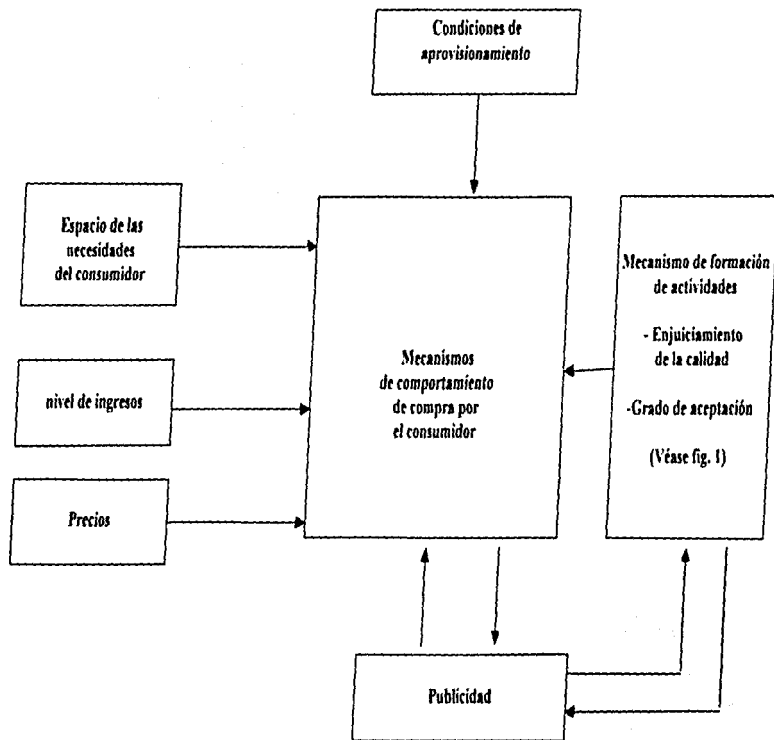 Condiciones de
aprovisionamiento
Espacio de las
necesidades
del consumidor
nivel de ingresos
Precios
Mecanísmos
de comportamiento
de compra por
el consumidor
Mecanismo de formación
de actividades
- Enjuiciamiento
de la calidad
-Grado de aceptación
(Véase fig. 1)
Publicidad